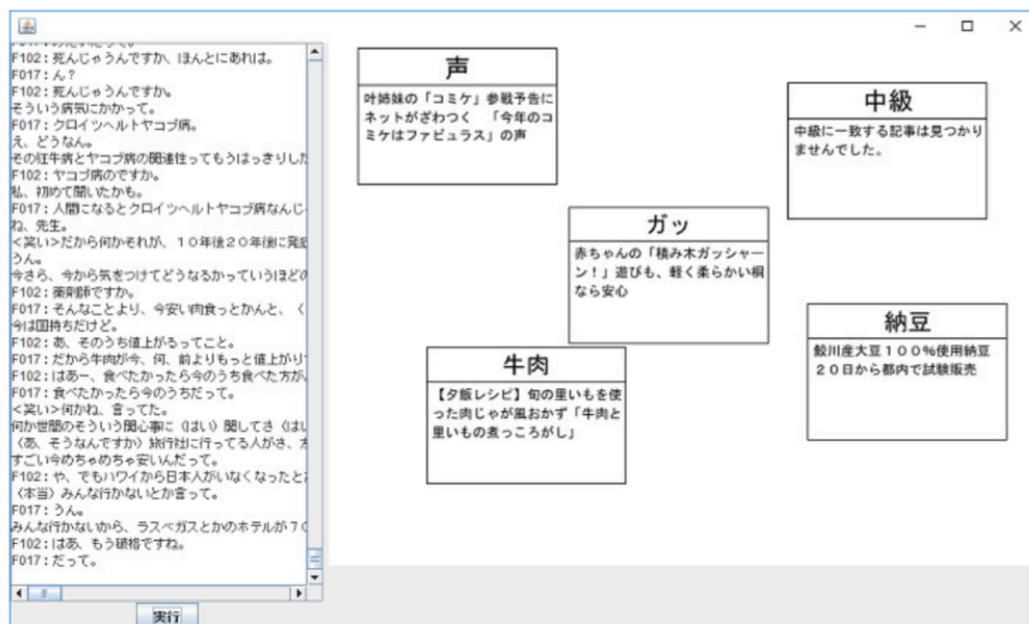 F102：死んじゃうんですか、ほんとにあれは。
F017：ん？
F102：死んじゃうんですか。
そういう病気にかかって。
F017：クロイツヘルトヤコブ病。
え、どうなん。
その狂牛病とヤコブ病の関連性ってもうはっきりした
F102：ヤコブ病のですか。
私、初めて聞いたかも。
F017：人間になるとクロイツヘルトヤコブ病なんじ
ね、先生。
＜笑い＞だから何かそれが、１０年後２０年後に発
うん。
今さら、今から気をつけてどうなるかっていうほどの
F102：薬剤師ですか。
F017：そんなことより、今安い肉食っとかんと、
今は国持ちだけど。
F102：あ、そのうち値上がるってこと。
F017：だから牛肉が今、何、前よりもっと値上がり
F102：はあー、食べたかったら今のうち食べた方が
F017：食べたかったら今のうちだって。
＜笑い＞何かね、言ってた。
何か世間のそういう関心事に（はい）関してさ（はい
（あ、そうなんですか）旅行社に行ってる人がさ、
すごい今めちゃめちゃ安いんだって。
F102：や、でもハワイから日本人がいなくなったと
（本当）みんな行かないとか言って。
F017：うん。
みんな行かないから、ラスベガスとかのホテルが７
F102：はあ、もう破格ですね。
F017：だって。
実行
声
叶姉妹の「コミケ」参戦予告に
ネットがざわつく　「今年のコ
ミケはファビュラス」の声
中級
中級に一致する記事は見つかり
ませんでした。
ガッ
赤ちゃんの「積み木ガッシャー
ン！」遊びも、軽く柔らかい桐
なら安心
納豆
鮫川産大豆１００％使用納豆
２０日から都内で試験販売
牛肉
【夕飯レシピ】旬の里いもを使
った肉じゃが風おかず「牛肉と
里いもの煮っころがし」